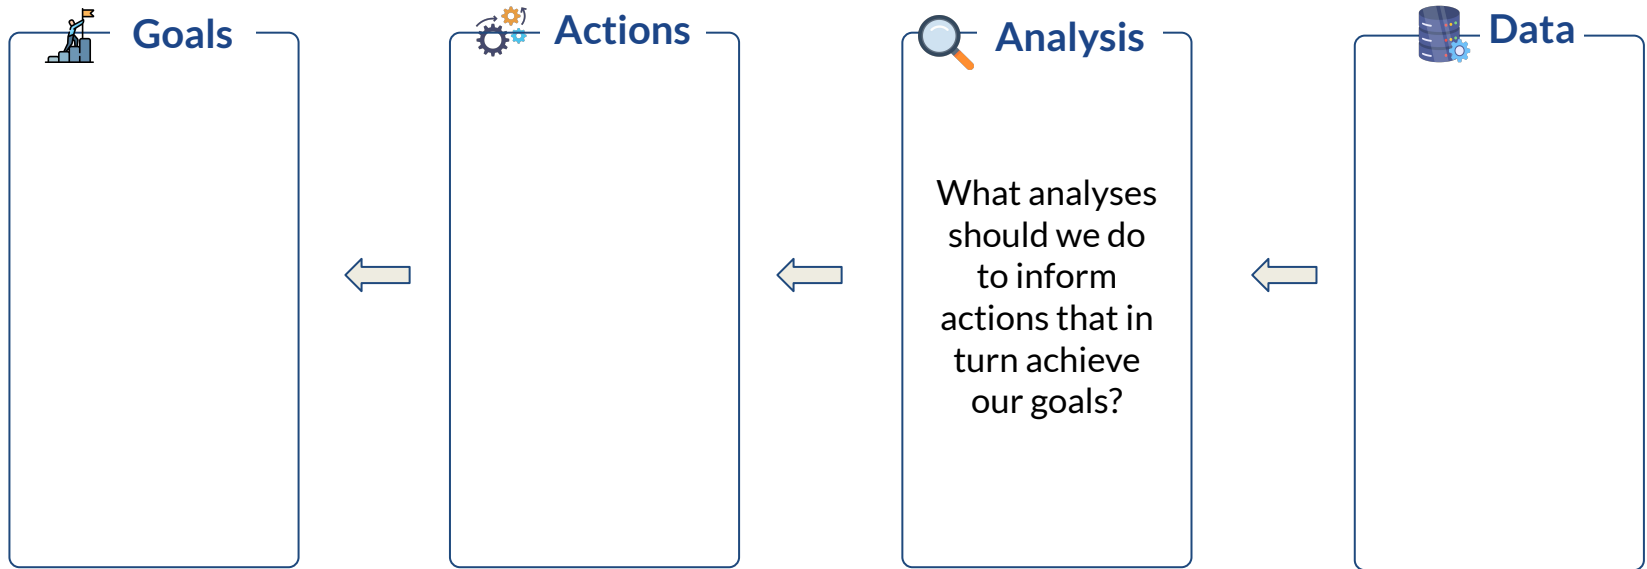 Goals
Actions
Analysis
Data
What analyses
should we do
to inform
actions that in
turn achieve
our goals?